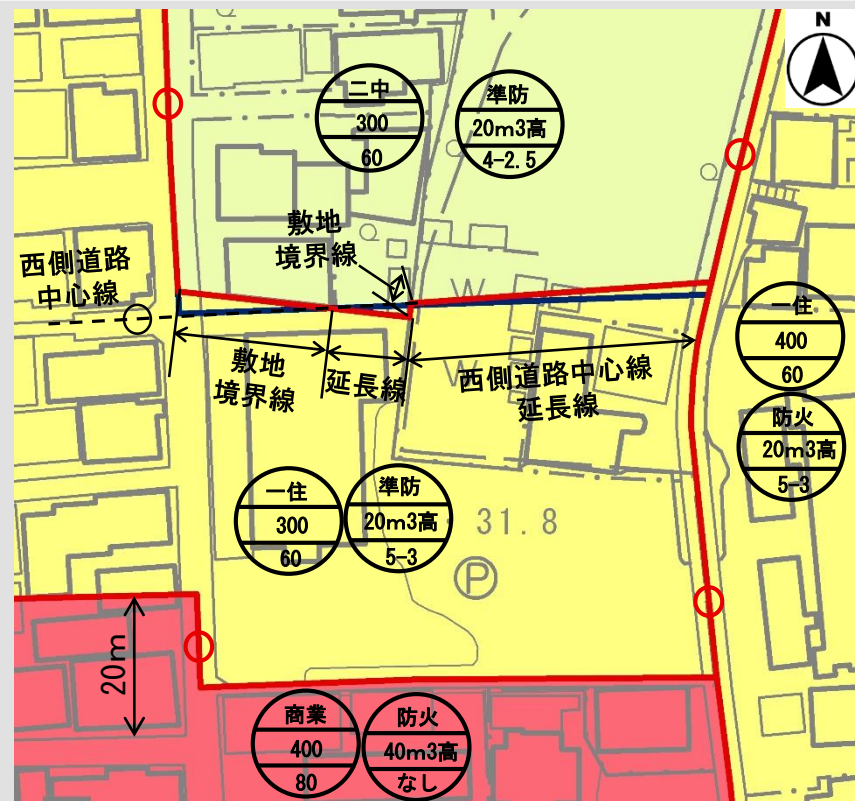 N
二中
300
60
準防
20m3高
4-2.5
敷地
境界線
西側道路
中心線
W
敷地
境界線
延長線
W
西側道路中心線
延長線
一住
400
60
防火
20m3高
5-3
一住
300
60
準防
20m3高
5-3
31.8
P
20m
商業
400
80
防火
40m3高
なし